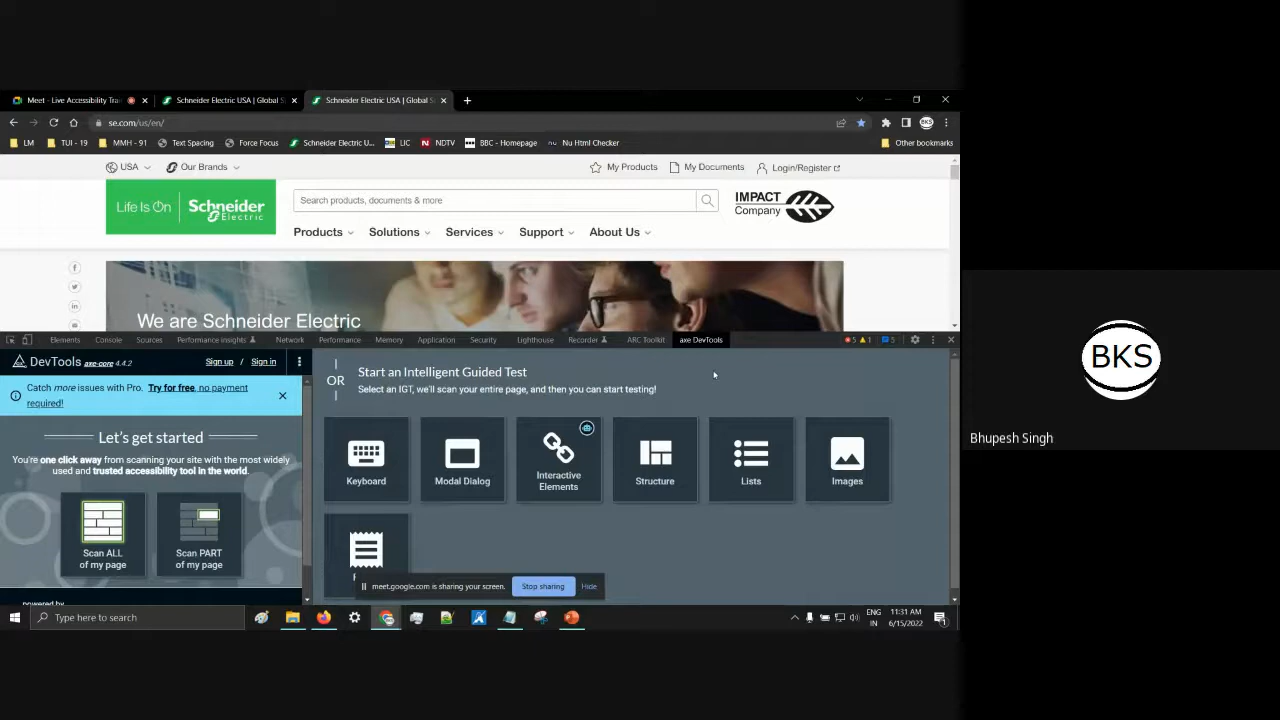 Meet - Live Accessibility Trai
Schneider Electric USA | Global S
Schneider Electric USA | Global S
se.com/us/en/
BKS
LM
TUI - 19
MMH - 91
Text Spacing
Force Focus
Schneider Electric U...
LIC
NDTV
BBC - Homepage
Nu Html Checker
Other bookmarks
USA
Our Brands
My Products
My Documents
Login/Register
Life Is On
Schneider
Electric
Search products, documents & more
IMPACT
Company
Products
Solutions
Services
Support
About Us
We are Schneider Electric
Elements
Console
Sources
Performance insights
Network
Performance
Memory
Application
Security
Lighthouse
Recorder
ARC Toolkit
axe DevTools
5
1
5
DevTools axe-core 4.4.2
Sign up
Sign in
Catch more issues with Pro. Try for free, no payment
required!
Let's get started
You're one click away from scanning your site with the most widely
used and trusted accessibility tool in the world.
Scan ALL
of my page
Scan PART
of my page
powered by
OR
Start an Intelligent Guided Test
Select an IGT, we'll scan your entire page, and then you can start testing!
Keyboard
Modal Dialog
Interactive
Elements
Structure
Lists
Images
meet.google.com is sharing your screen.
Stop sharing
Hide
Type here to search
ENG
IN
11:31 AM
6/15/2022
1
BKS
Bhupesh Singh